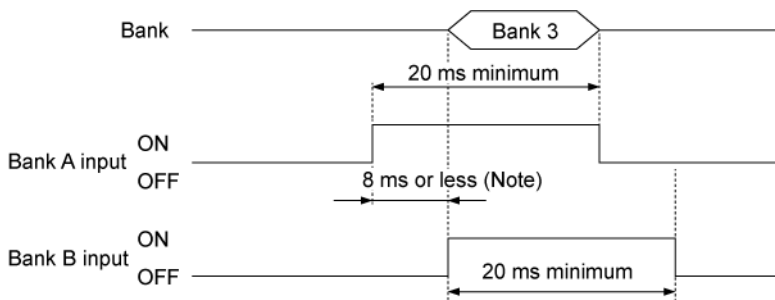 Bank
Bank 3
20 ms minimum
ON
Bank A input
OFF
8 ms or less (Note)
ON
Bank B input
OFF
20 ms minimum